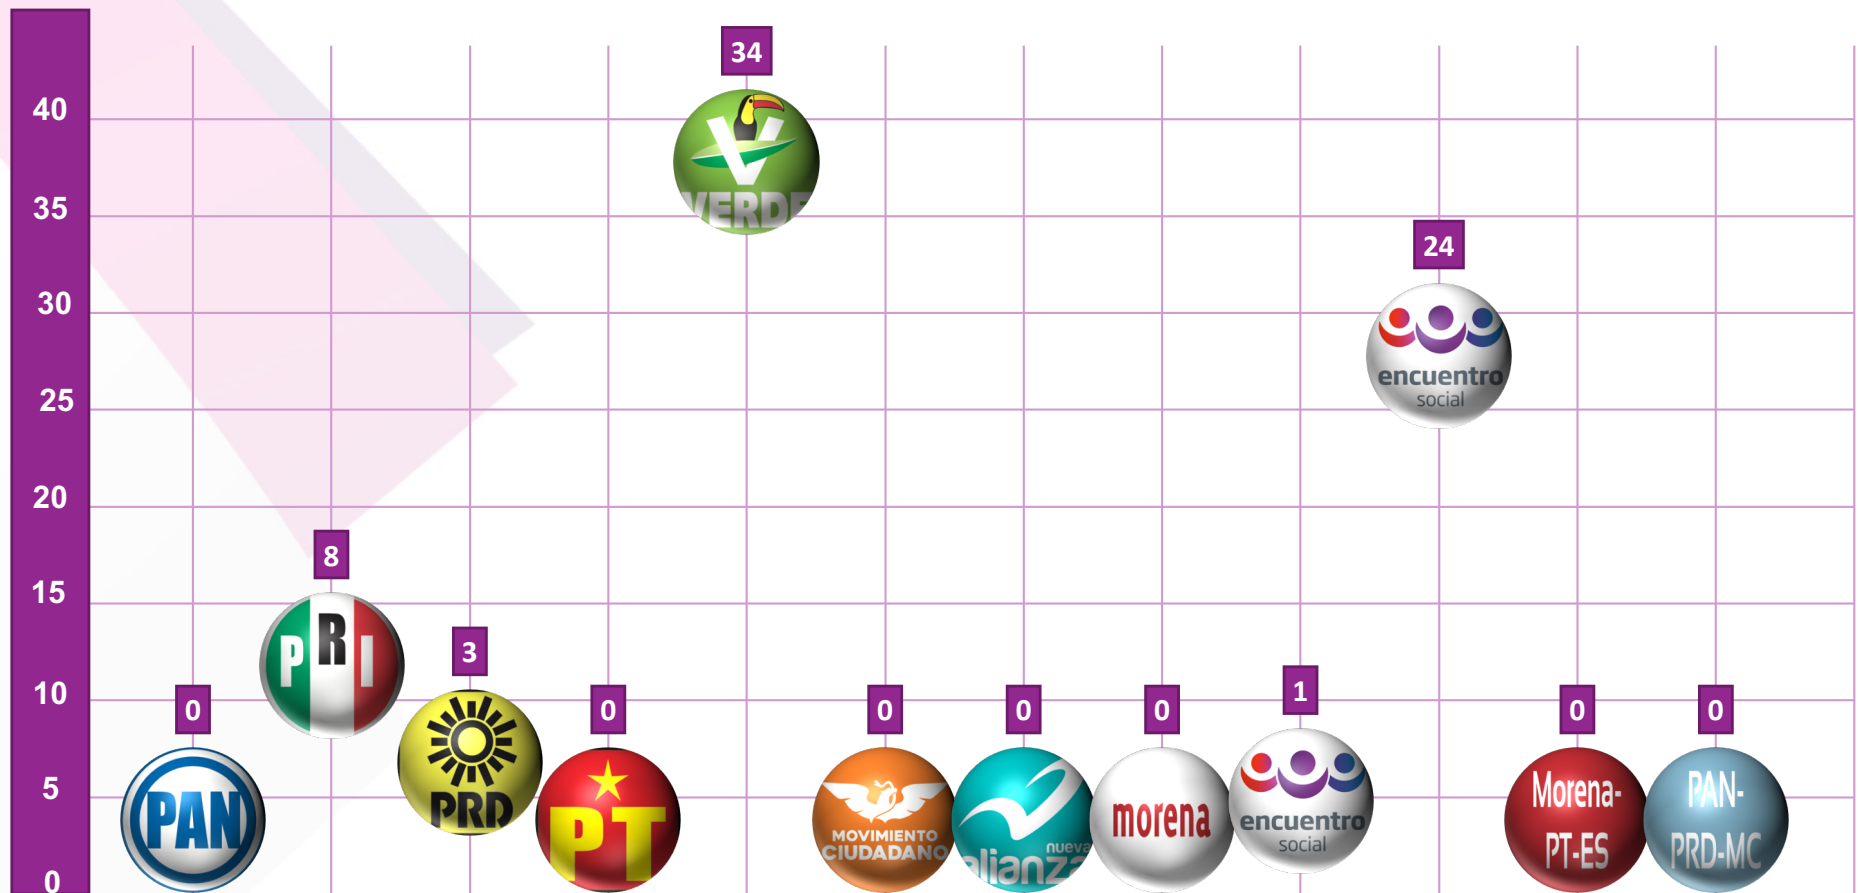 34
40
VERDE
35
24
30
encuentro
social
25
20
8
15
PRI
3
1
10
0
0
0
0
0
0
0
5
PAN
PRD
PT
MOVIMIENTO
CIUDADANO
nueva
alianza
morena
encuentro
social
Morena-
PT-ES
PAN-
PRD-MC
0